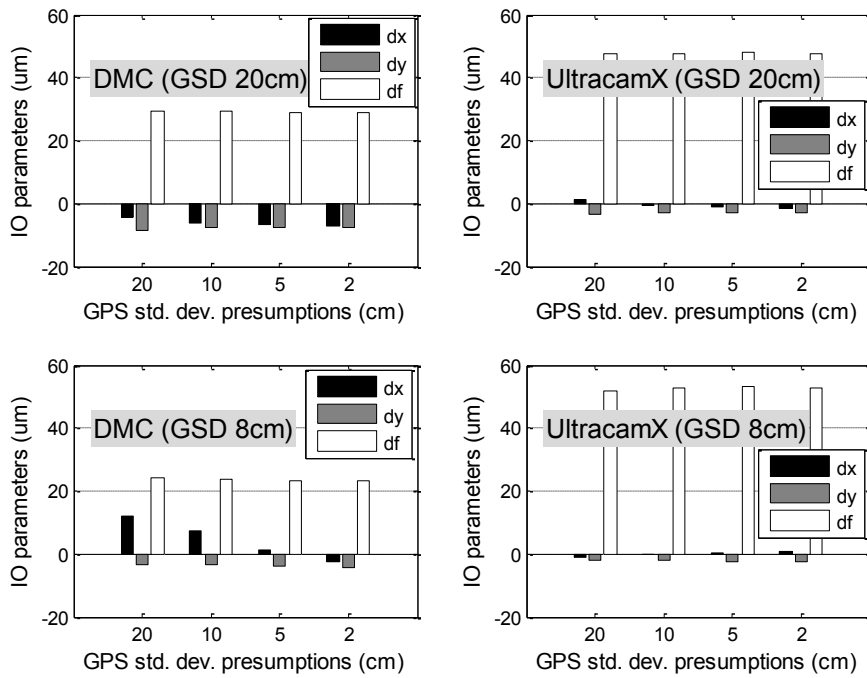 60
40
20
0
-20
IO parameters (um)
DMC (GSD 20cm)
dx
dy
df
20 10 5 2
GPS std. dev. presumptions (cm)
60
40
20
0
-20
IO parameters (um)
UltracamX (GSD 20cm)
dx
dy
df
20 10 5 2
GPS std. dev. presumptions (cm)
60
40
20
0
-20
IO parameters (um)
DMC (GSD 8cm)
dx
dy
df
20 10 5 2
GPS std. dev. presumptions (cm)
60
40
20
0
-20
IO parameters (um)
UltracamX (GSD 8cm)
dx
dy
df
20 10 5 2
GPS std. dev. presumptions (cm)